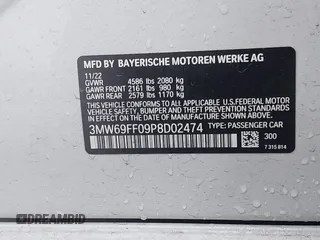 MFD BY BAYERISCHE MOTOREN WERKE AG
11/22
GVWR 4586 lbs 2080 kg
GAWR FRONT 2161 lbs 980 kg
GAWR REAR 2579 lbs 1170 kg
THIS VEHICLE CONFORMS TO ALL APPLICABLE U.S. FEDERAL MOTOR VEHICLE SAFETY, BUMPER AND THEFT PREVENTION STANDARDS IN EFFECT ON THE DATE OF MANUFACTURE SHOWN ABOVE.
3MW69FF09P8D02474 TYPE: PASSENGER CAR
300
7 315 814
DREAMBID